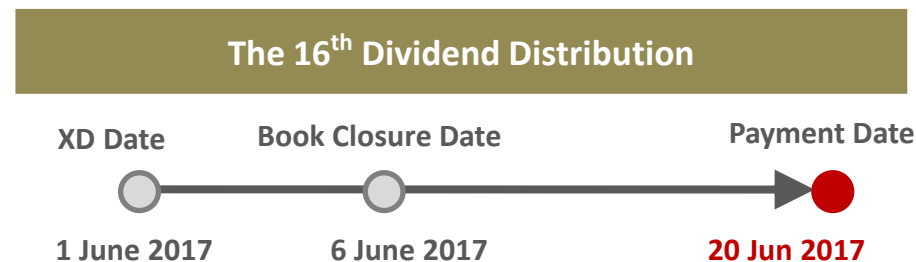 The 16th Dividend Distribution
XD Date Book Closure Date Payment Date
1 June 2017 6 June 2017 20 Jun 2017